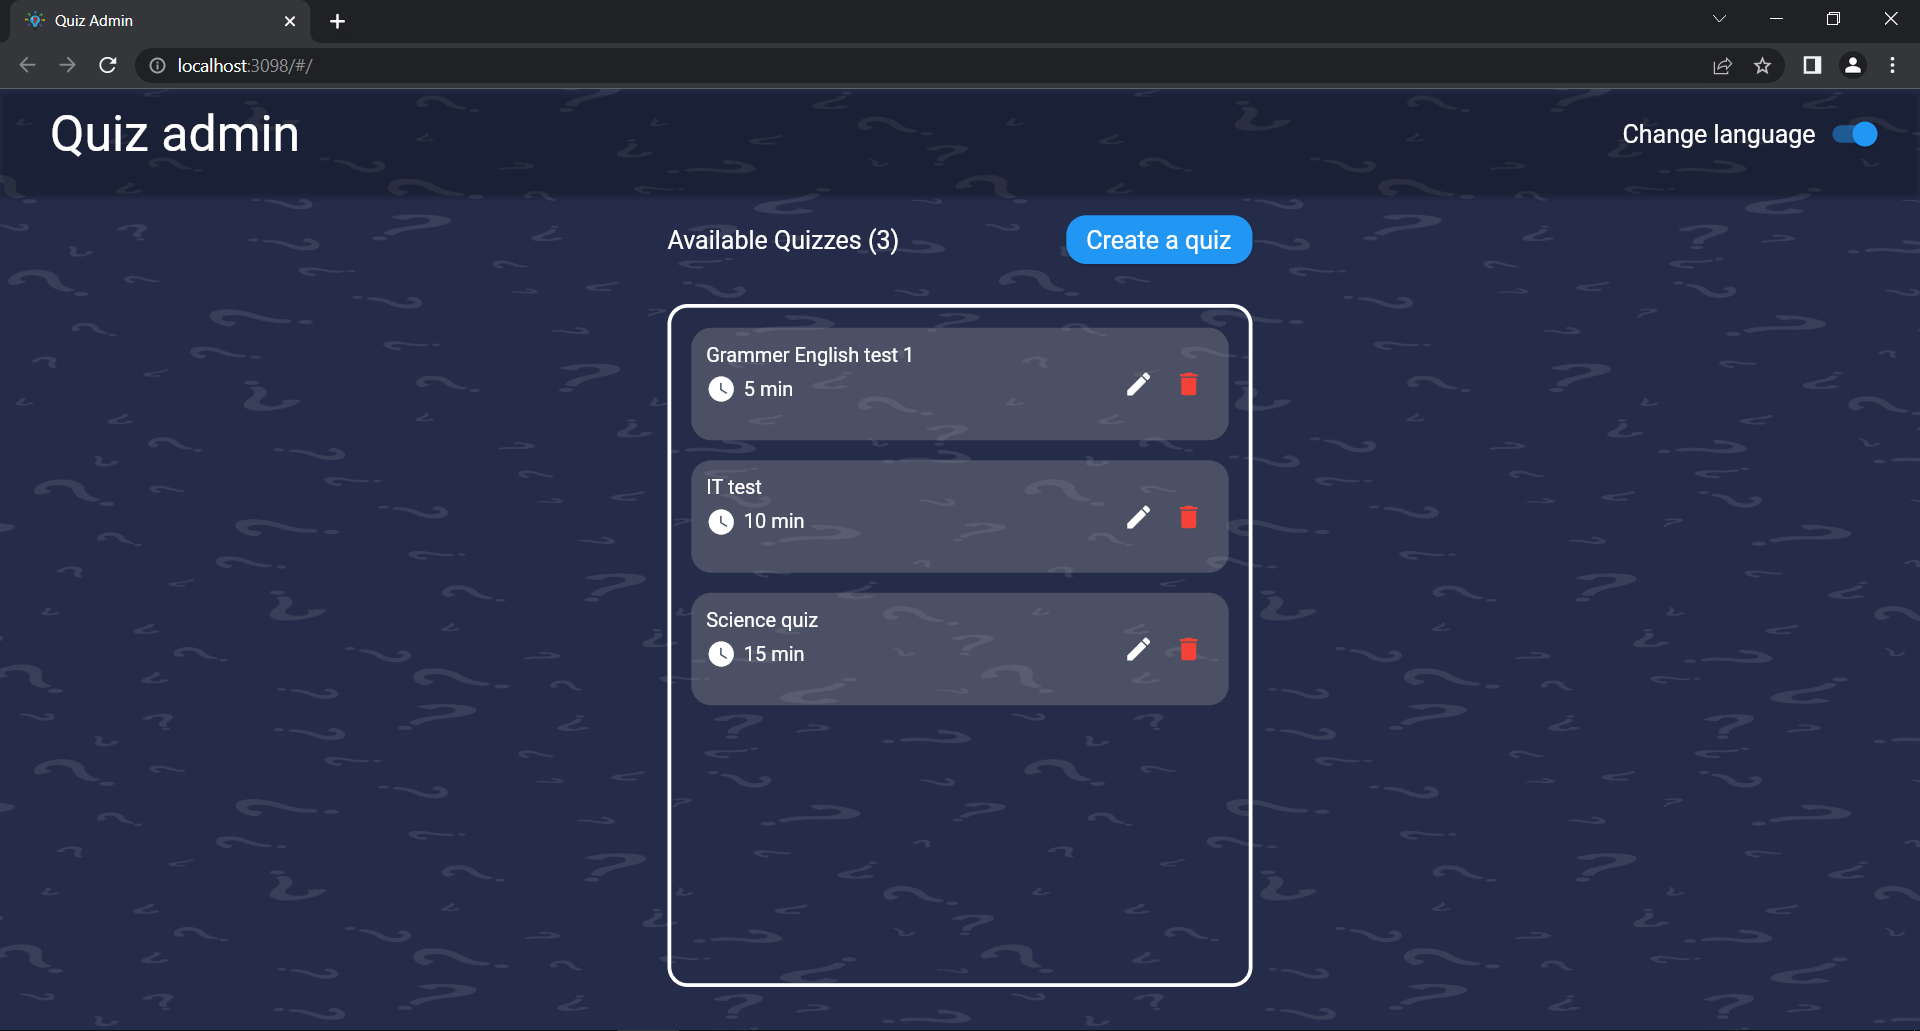 Quiz Admin
localhost:3098/#/
Quiz admin
Change language
Available Quizzes (3)
Create a quiz
Grammer English test 1
5 min
IT test
10 min
Science quiz
15 min